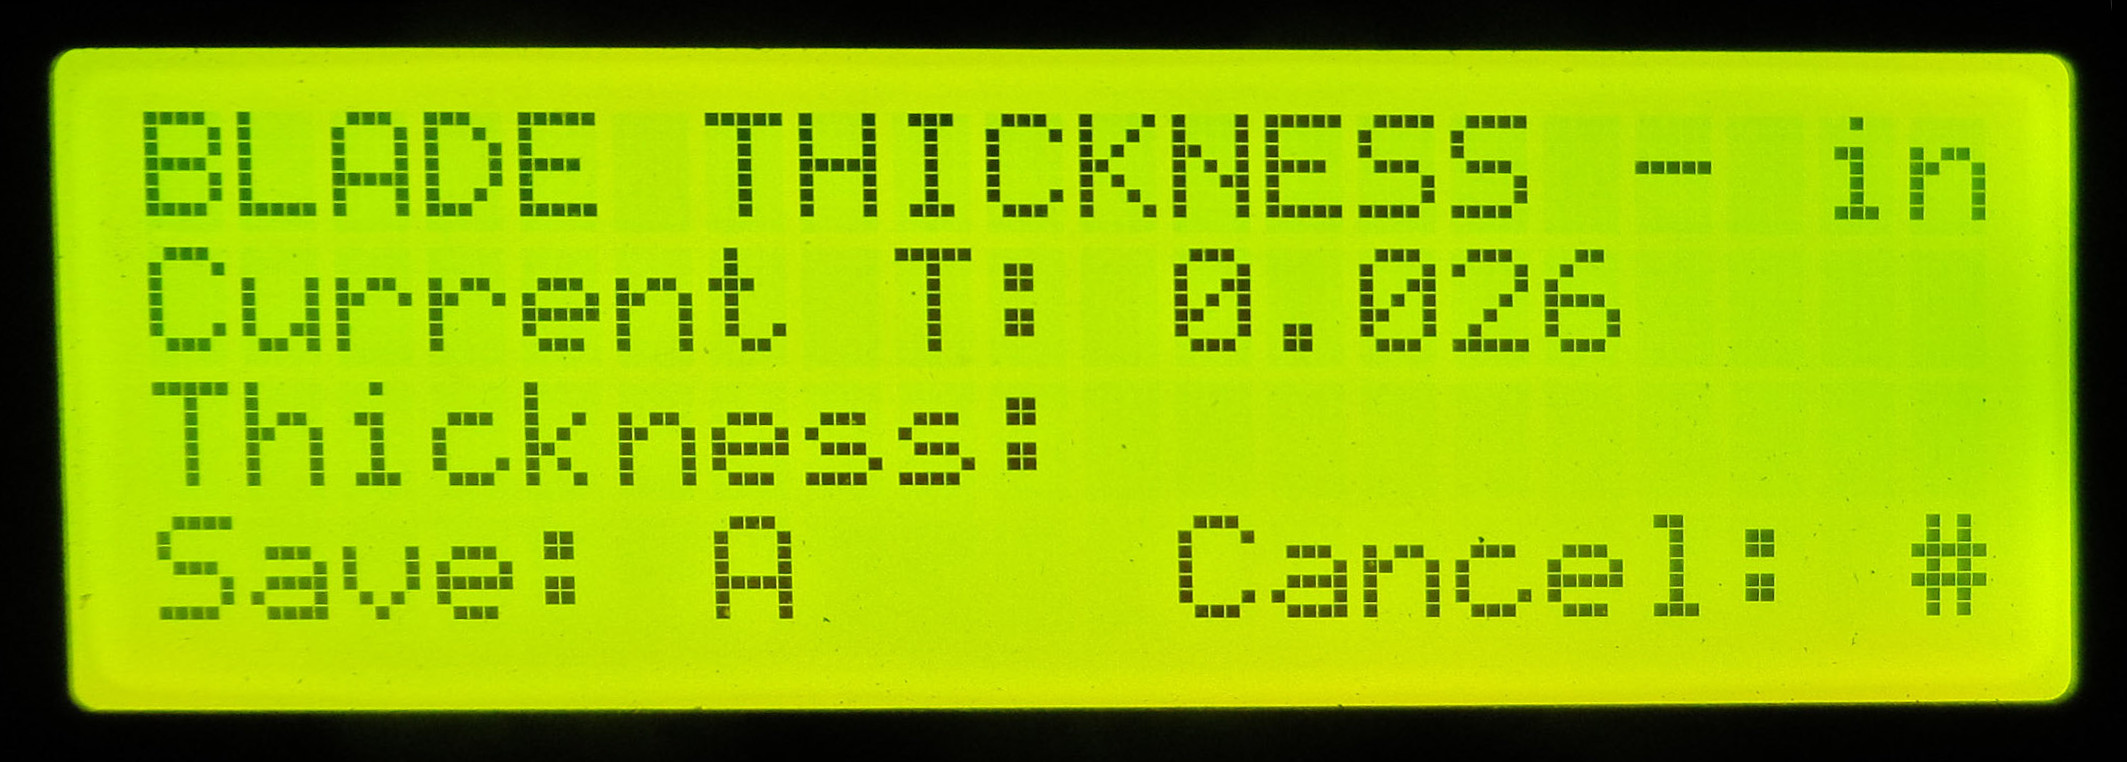 BLADE THICKNESS - in
Current T: 0.026
Thickness:
Save: A    Cancel: #